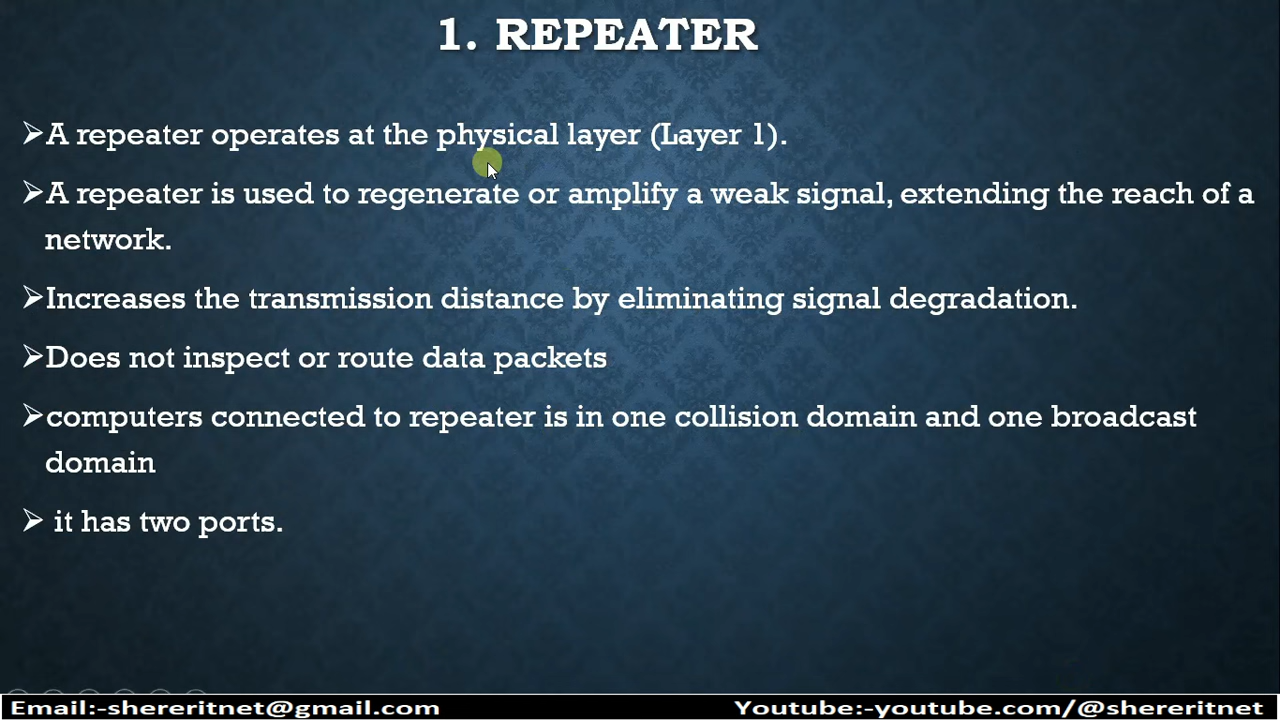 1. REPEATER
➢A repeater operates at the physical layer (Layer 1).
➢A repeater is used to regenerate or amplify a weak signal, extending the reach of a
network.
➢Increases the transmission distance by eliminating signal degradation.
➢Does not inspect or route data packets
➢computers connected to repeater is in one collision domain and one broadcast
domain
➢ it has two ports.
Email:-shereritnet@gmail.com Youtube:-youtube.com/@shereritnet